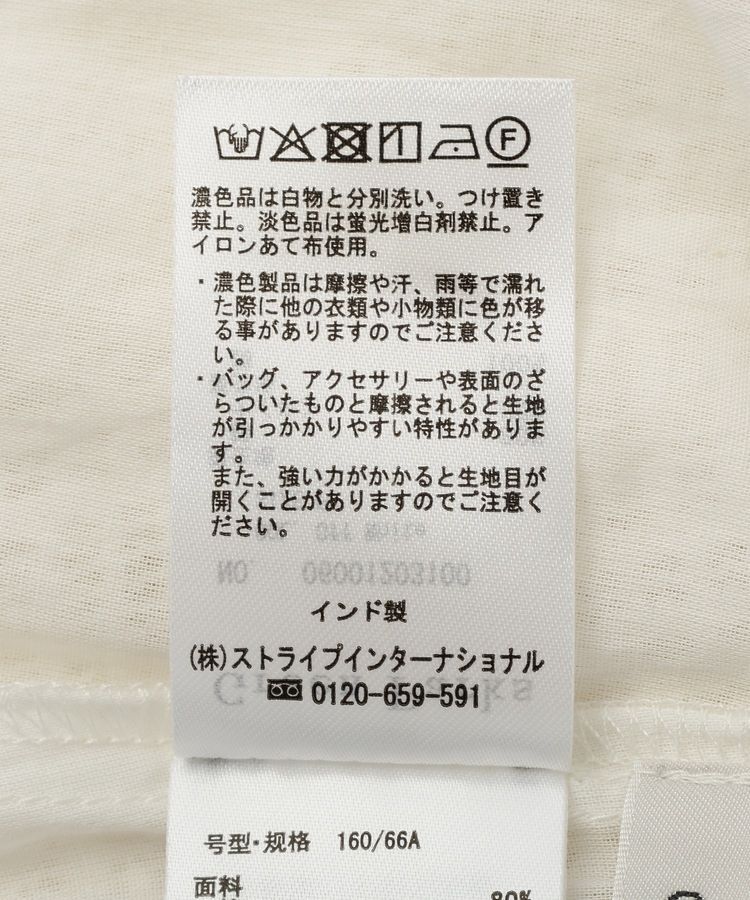 F
濃色品は白物と分別洗い。つけ置き
禁止。淡色品は蛍光増白剤禁止。ア
イロンあて布使用。
・濃色製品は摩擦や汗、雨等で濡れ
た際に他の衣類や小物類に色が移
る事がありますのでご注意くださ
い。
・バッグ、アクセサリーや表面のざ
らついたものと摩擦されると生地
が引っかかりやすい特性がありま
す。
また、強い力がかかると生地目が
開くことがありますのでご注意く
ださい。
Off White
NO. 06001203100
インド製
(株)ストライプインターナショナル
0120-659-591
号型·规格 160/66A
面料
80%